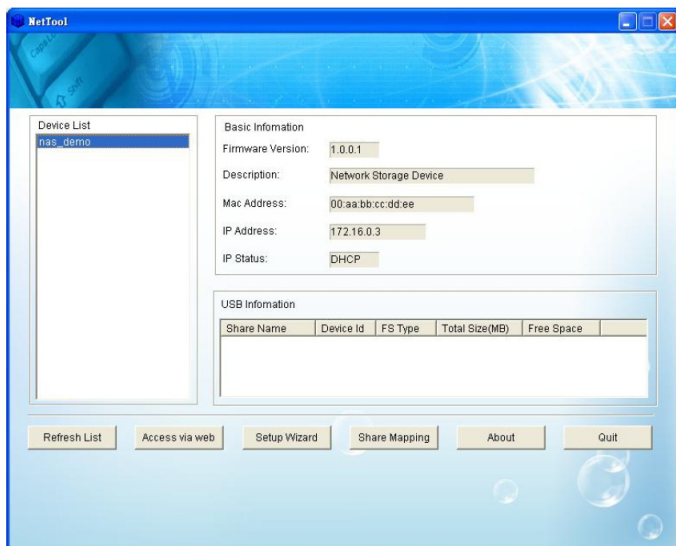 NetTool
Caps Lo
Shift
Device List
nas_demo
Basic Infomation
Firmware Version: 1.0.0.1
Description: Network Storage Device
Mac Address: 00:aa:bb:cc:dd:ee
IP Address: 172.16.0.3
IP Status: DHCP
USB Infomation
Share Name Device Id FS Type Total Size(MB) Free Space
Refresh List Access via web Setup Wizard Share Mapping About Quit